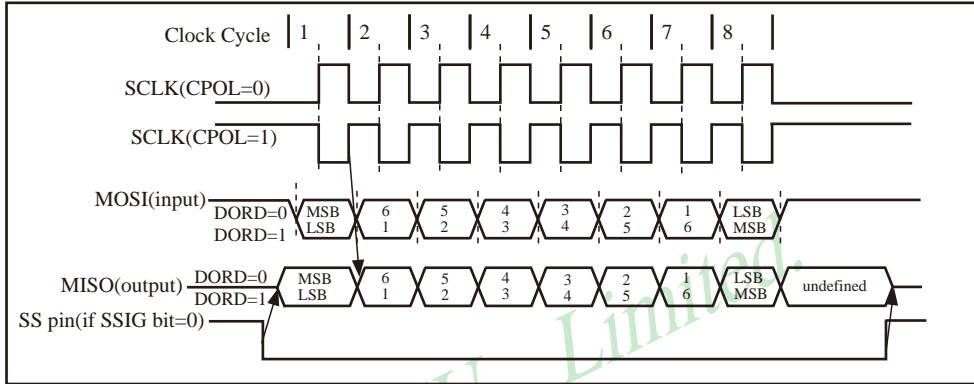 Clock Cycle 1 2 3 4 5 6 7 8
SCLK(CPOL=0)
SCLK(CPOL=1)
MOSI(input)
DORD=0 MSB 6 5 4 3 2 1 LSB
DORD=1 LSB 1 2 3 4 5 6 MSB
MISO(output)
DORD=0 MSB 6 5 4 3 2 1 LSB
DORD=1 LSB 1 2 3 4 5 6 MSB
undefined
SS pin(if SSIG bit=0)
Limited.